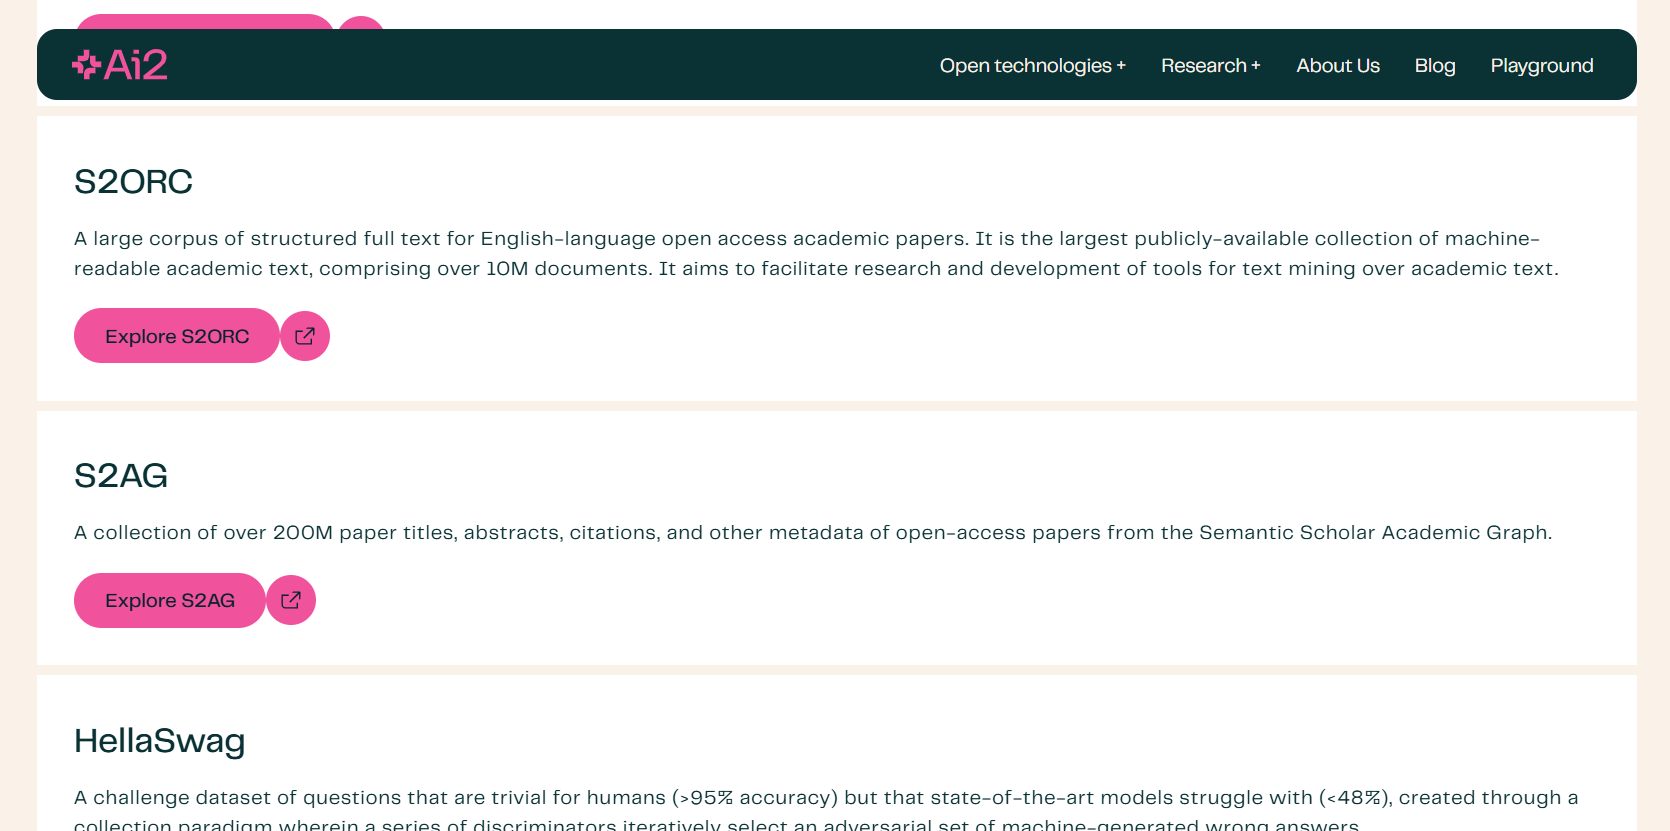 Ai2
Open technologies +
Research +
About Us
Blog
Playground
S2ORC
A large corpus of structured full text for English-language open access academic papers. It is the largest publicly-available collection of machine-
readable academic text, comprising over 10M documents. It aims to facilitate research and development of tools for text mining over academic text.
Explore S2ORC
S2AG
A collection of over 200M paper titles, abstracts, citations, and other metadata of open-access papers from the Semantic Scholar Academic Graph.
Explore S2AG
HellaSwag
A challenge dataset of questions that are trivial for humans (>95% accuracy) but that state-of-the-art models struggle with (<48%), created through a
collection paradigm wherein a series of discriminators iteratively select an adversarial set of machine-generated wrong answers.